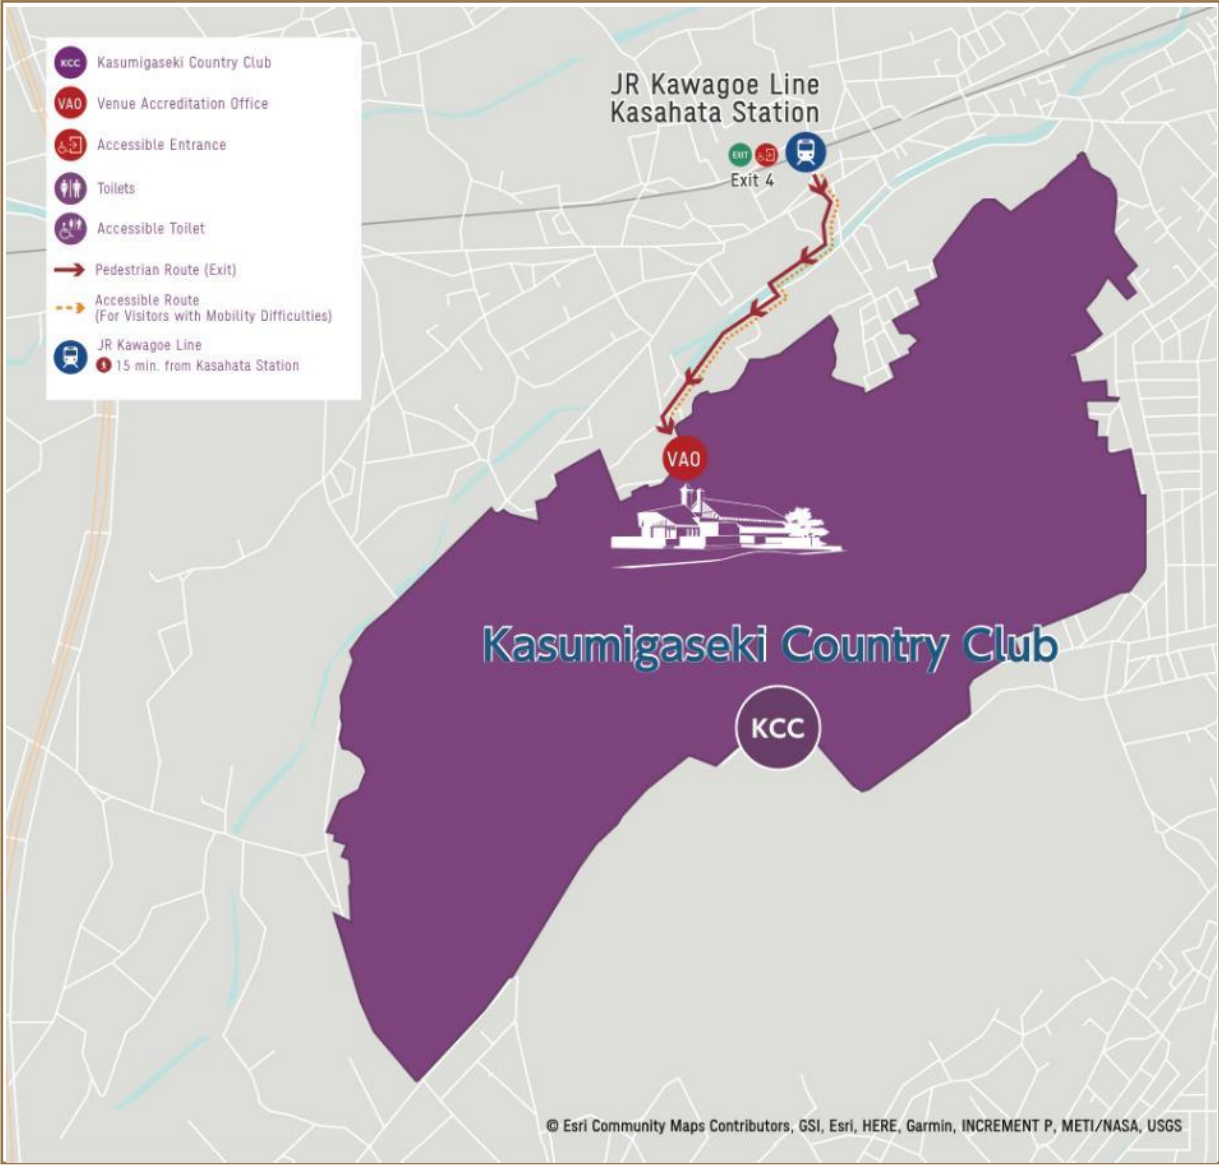 KCC Kasumigaseki Country Club
VAO Venue Accreditation Office
Accessible Entrance
Toilets
Accessible Toilet
Pedestrian Route (Exit)
Accessible Route
(For Visitors with Mobility Difficulties)
JR Kawagoe Line
15 min. from Kasahata Station
JR Kawagoe Line
Kasahata Station
EXIT
Exit 4
VAO
Kasumigaseki Country Club
KCC
© Esri Community Maps Contributors, GSI, Esri, HERE, Garmin, INCREMENT P, METI/NASA, USGS